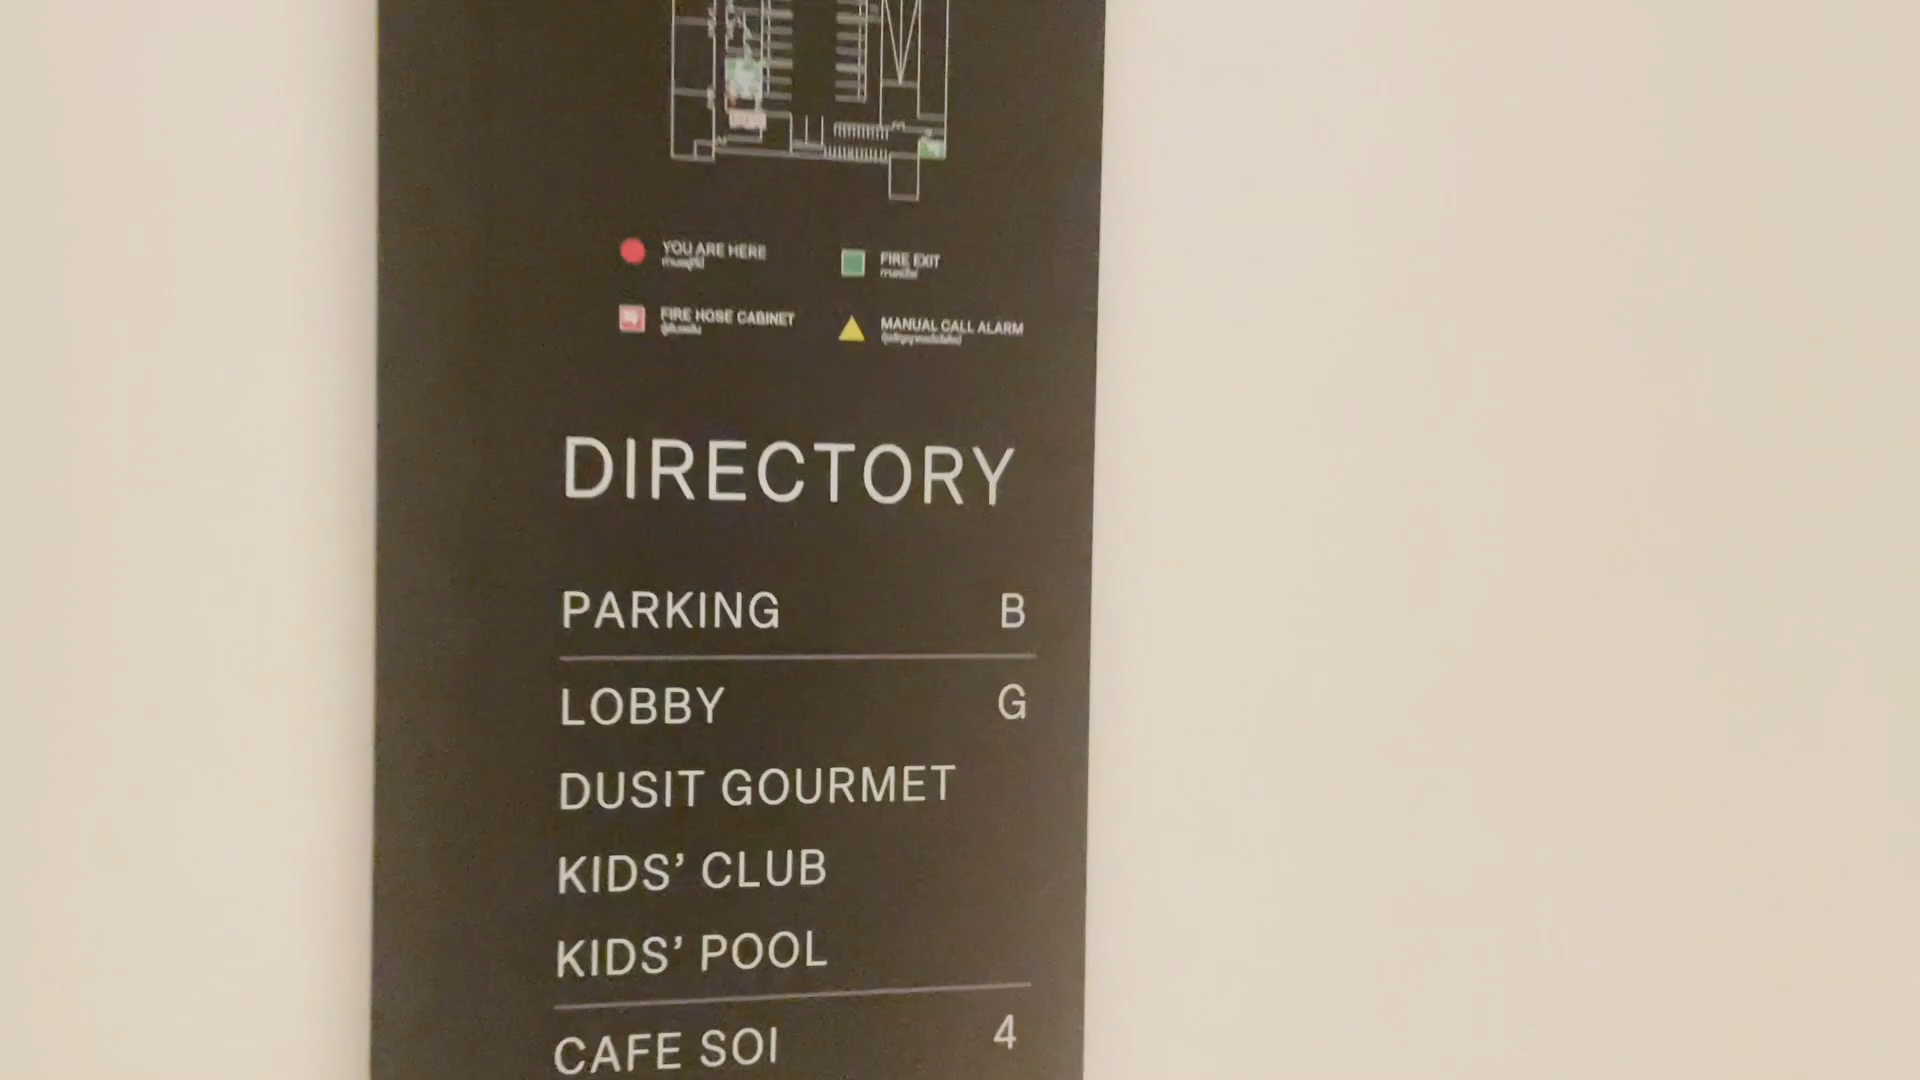 YOU ARE HERE
FIRE EXIT
FIRE HOSE CABINET
MANUAL CALL ALARM
DIRECTORY
PARKING B
LOBBY G
DUSIT GOURMET
KIDS’ CLUB
KIDS’ POOL
CAFE SOI 4